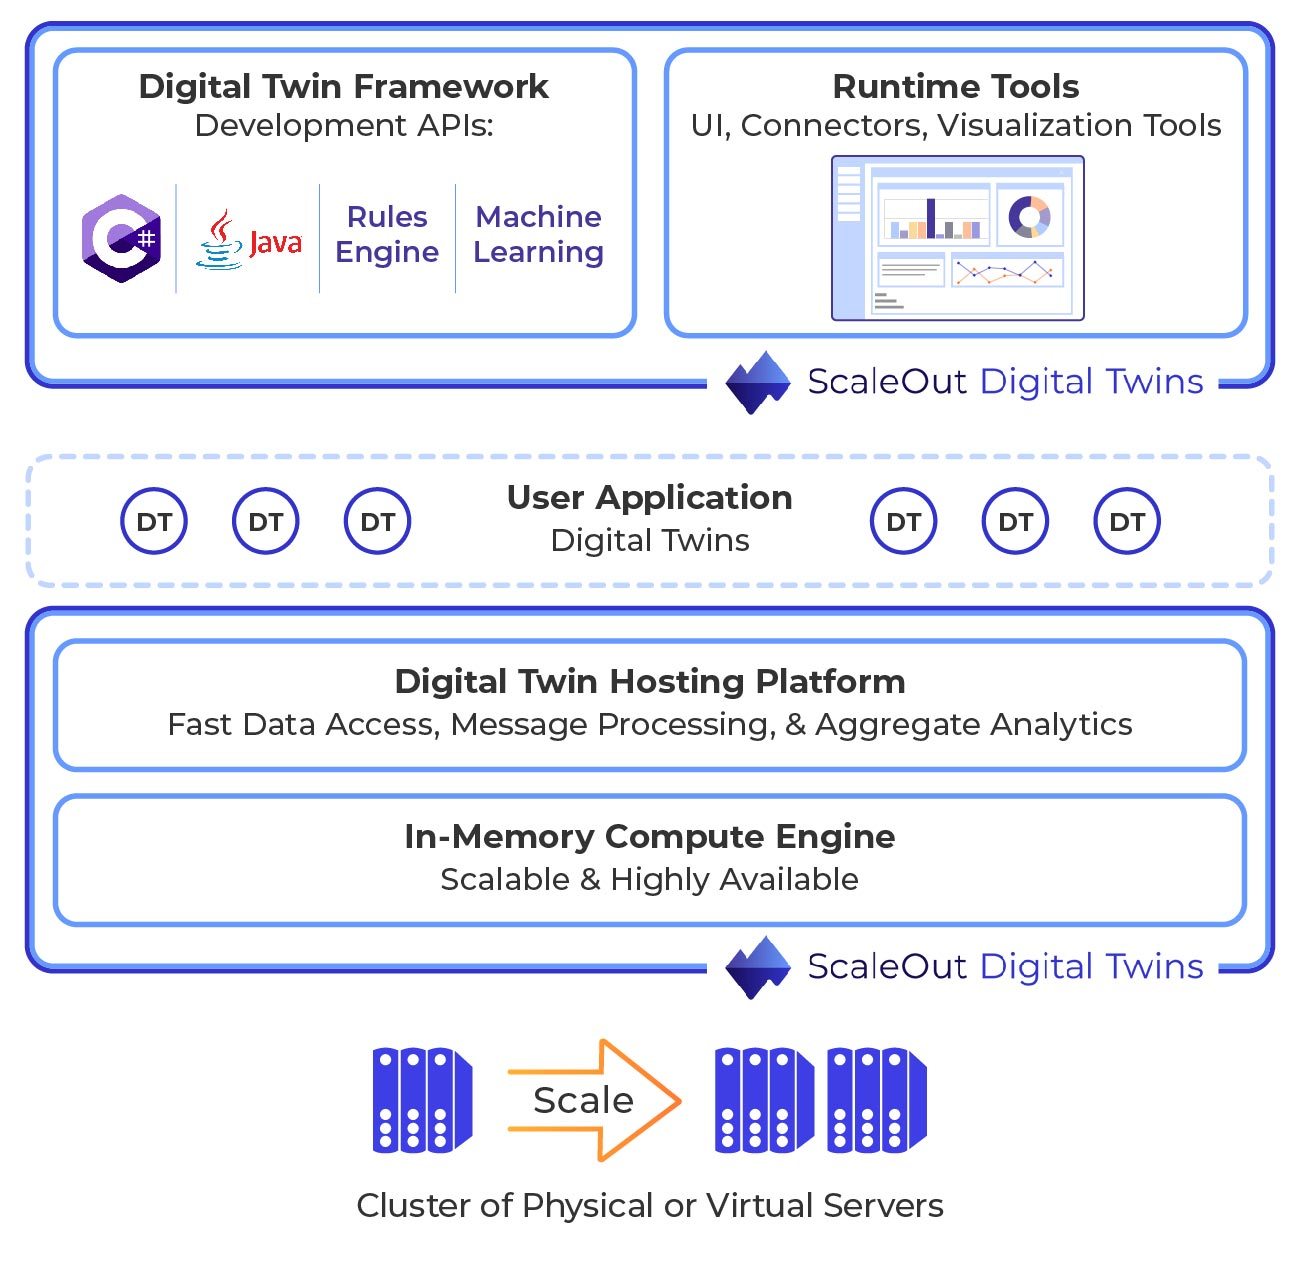 Digital Twin Framework
Development APIs:
C#
Java
Rules
Engine
Machine
Learning
Runtime Tools
UI, Connectors, Visualization Tools
ScaleOut Digital Twins
DT DT DT
User Application
Digital Twins
DT DT DT
Digital Twin Hosting Platform
Fast Data Access, Message Processing, & Aggregate Analytics
In-Memory Compute Engine
Scalable & Highly Available
ScaleOut Digital Twins
Scale
Cluster of Physical or Virtual Servers